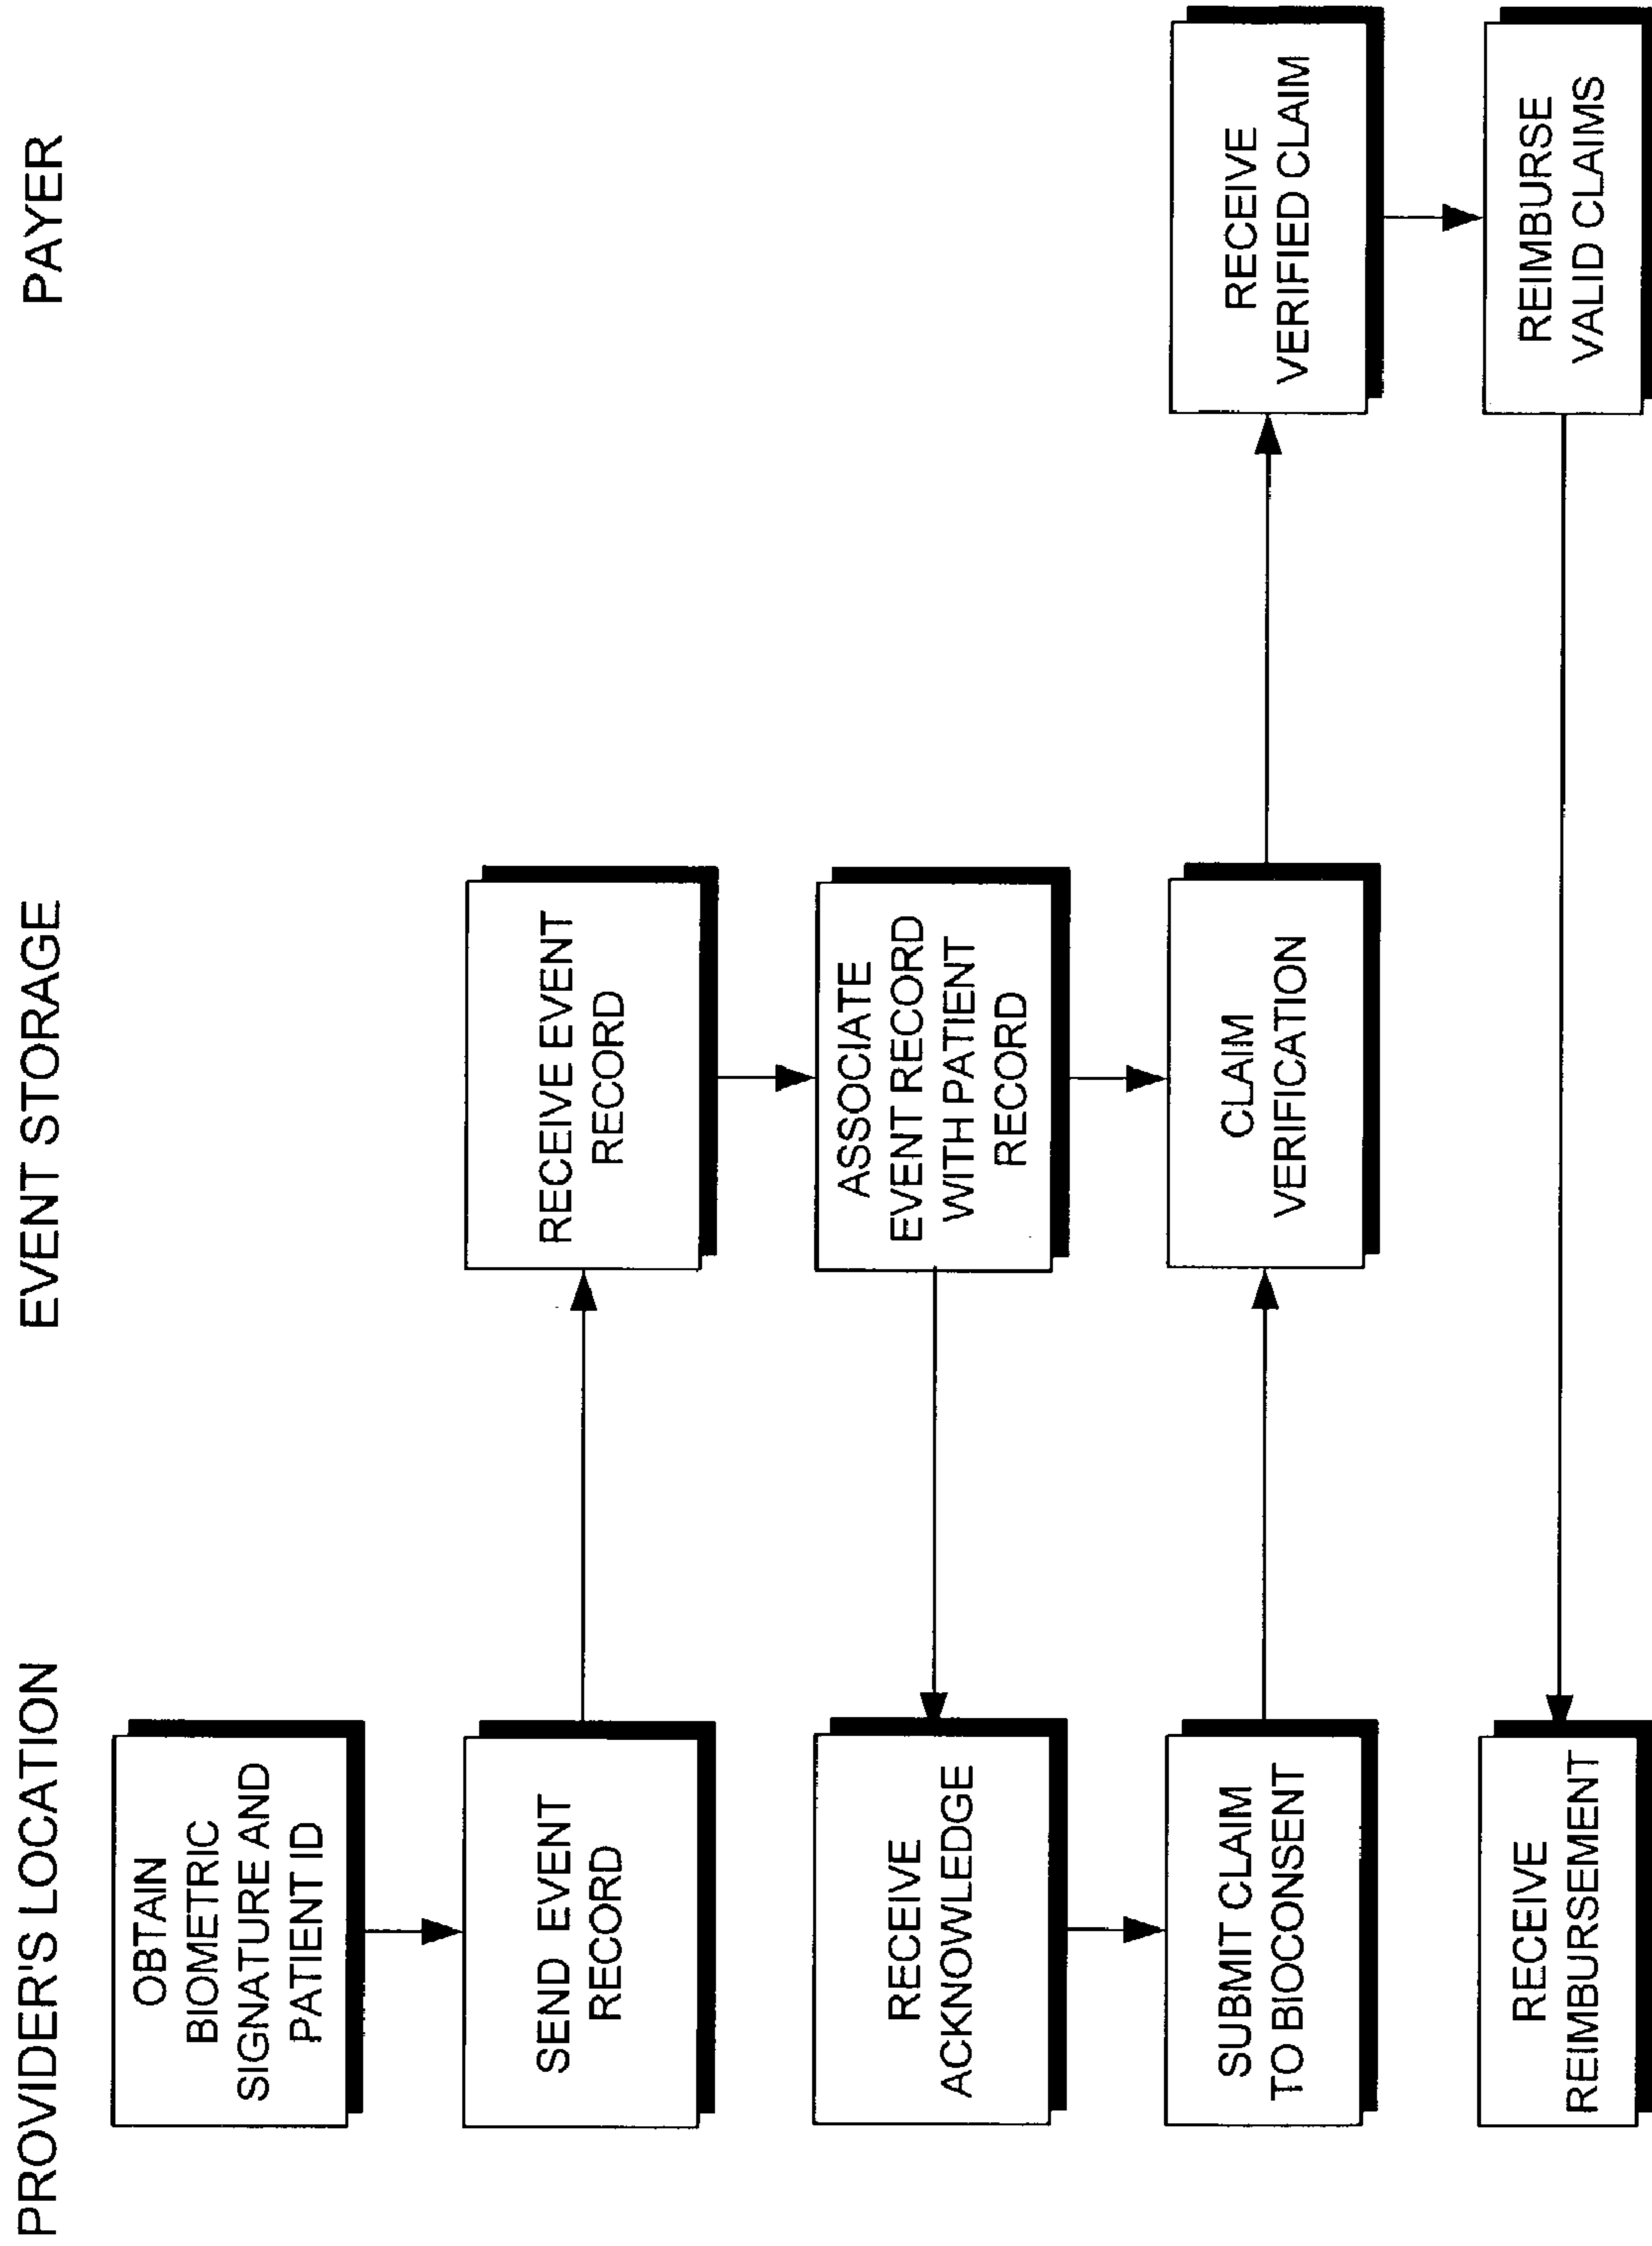 PROVIDER'S LOCATION
EVENT STORAGE
PAYER
OBTAIN
BIOMETRIC
SIGNATURE AND
PATIENT ID
SEND EVENT
RECORD
RECEIVE EVENT
RECORD
ASSOCIATE
EVENT RECORD
WITH PATIENT
RECORD
RECEIVE
ACKNOWLEDGE
SUBMIT CLAIM
TO BIOCONSENT
CLAIM
VERIFICATION
RECEIVE
VERIFIED CLAIM
REIMBURSE
VALID CLAIMS
RECEIVE
REIMBURSEMENT